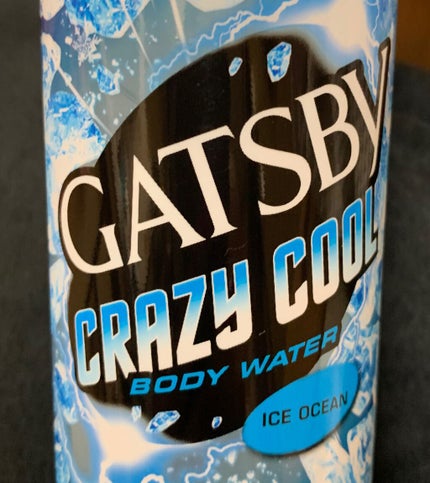 GATSBY
CRAZY COOL
BODY WATER
ICE OCEAN